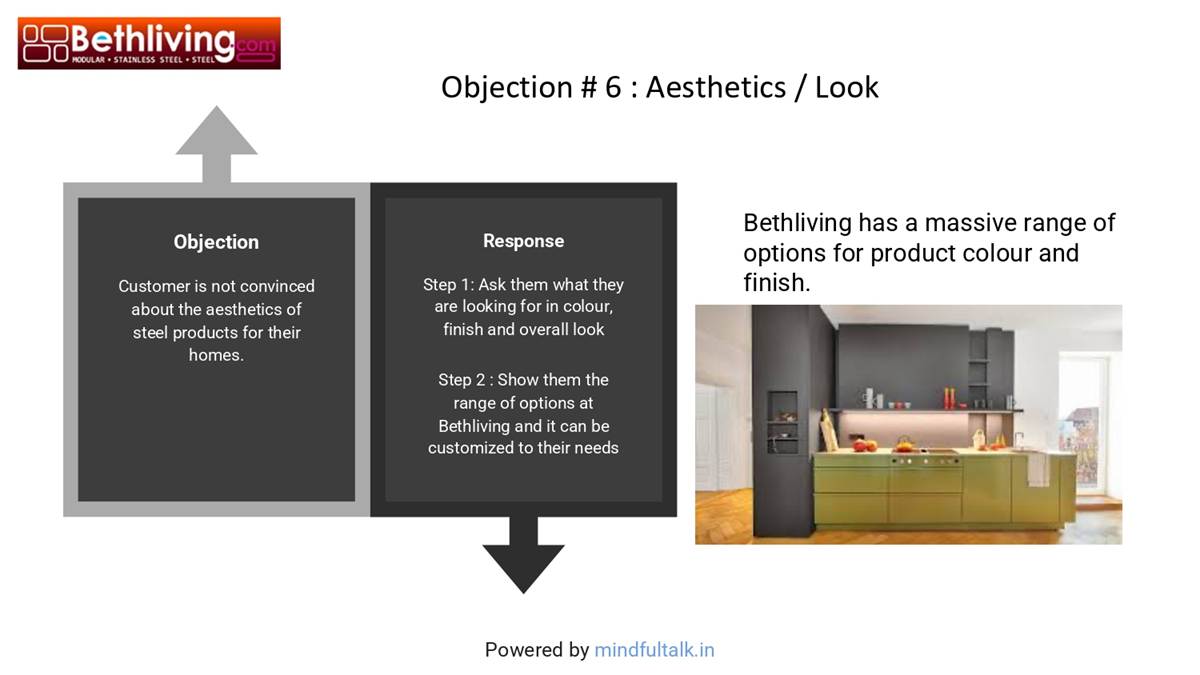 Bethliving.com
MODULAR • STAINLESS STEEL • STEEL
Objection # 6 : Aesthetics / Look
Objection
Customer is not convinced
about the aesthetics of
steel products for their
homes.
Response
Step 1: Ask them what they
are looking for in colour,
finish and overall look
Step 2 : Show them the
range of options at
Bethliving and it can be
customized to their needs
Bethliving has a massive range of
options for product colour and
finish.
Powered by mindfultalk.in